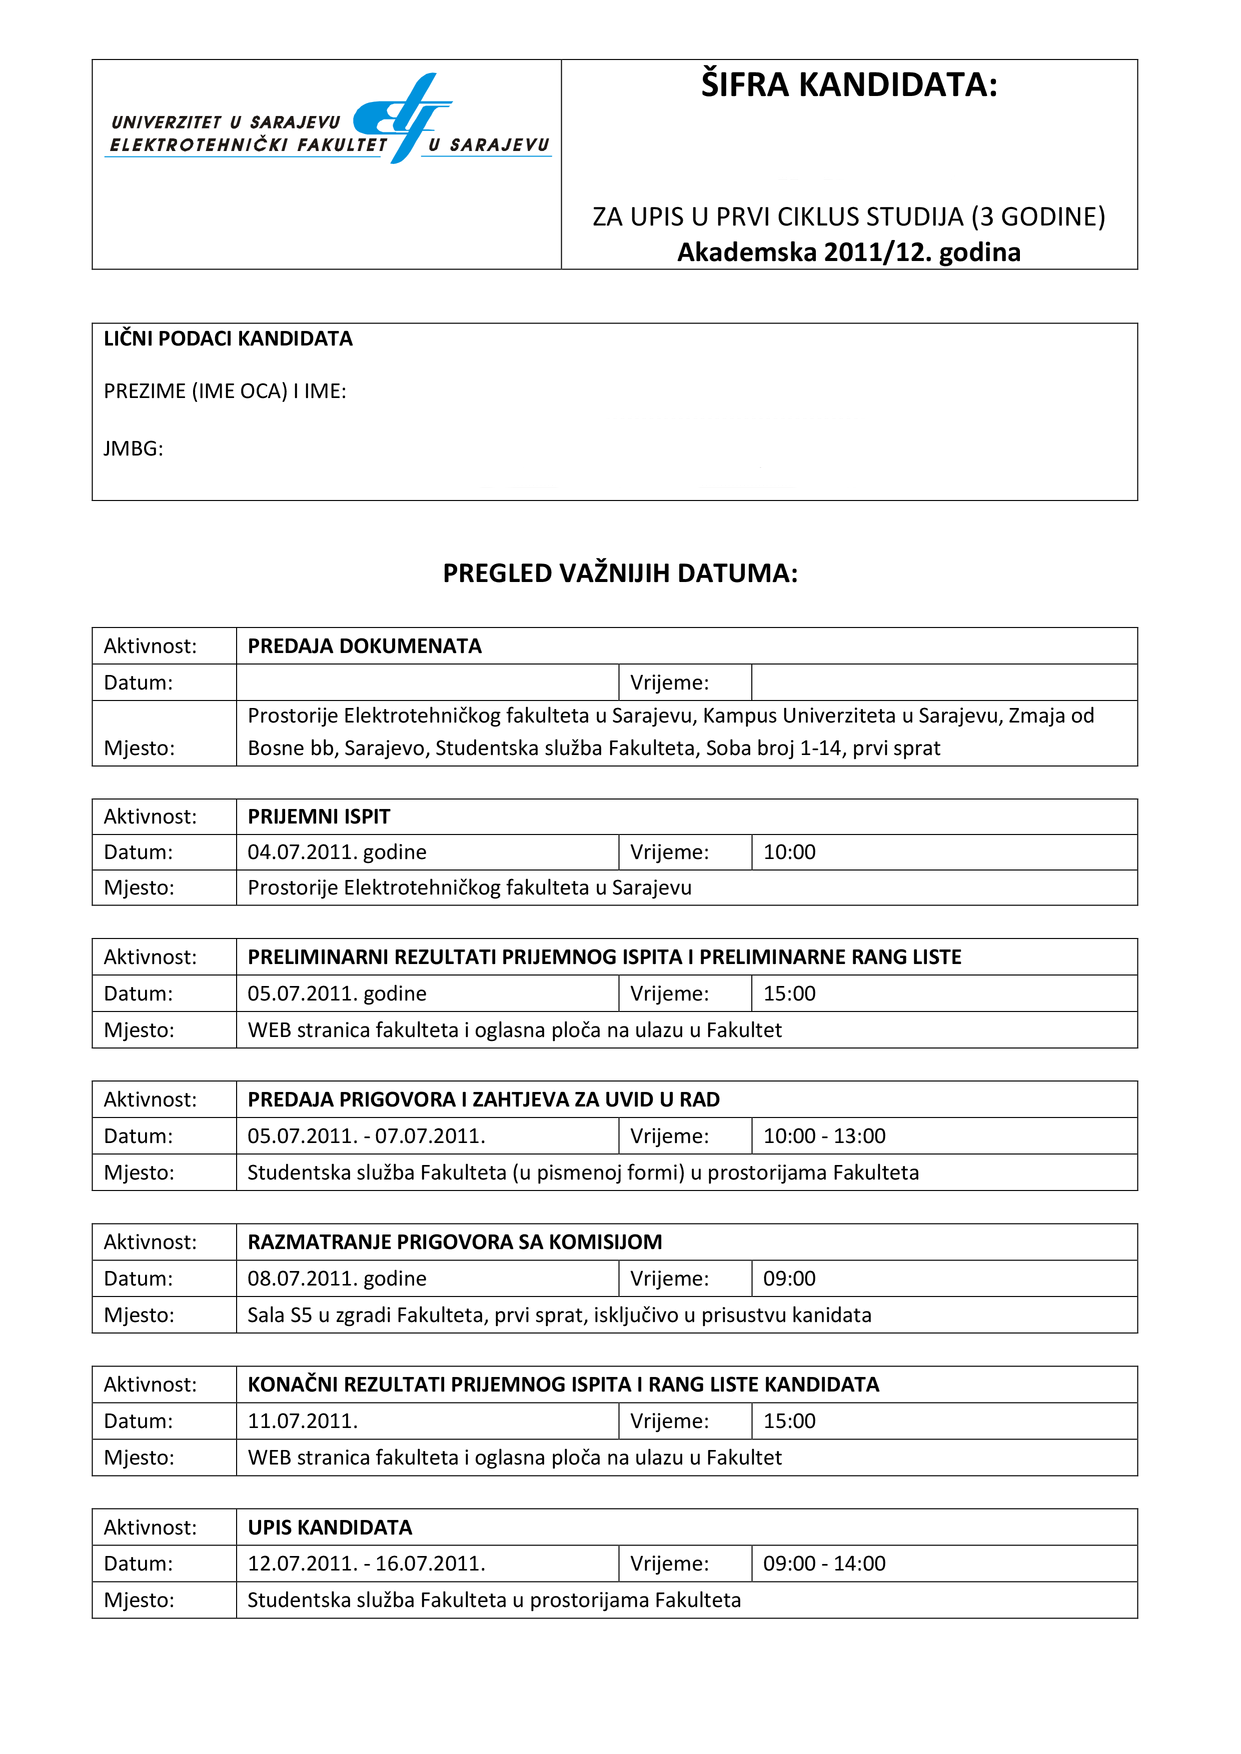 UNIVERZITET U SARAJEVU
ELEKTROTEHNIČKI FAKULTET U SARAJEVU
ŠIFRA KANDIDATA:
ZA UPIS U PRVI CIKLUS STUDIJA (3 GODINE)
Akademska 2011/12. godina
LIČNI PODACI KANDIDATA
PREZIME (IME OCA) I IME:
JMBG:
PREGLED VAŽNIJIH DATUMA:
Aktivnost: PREDAJA DOKUMENATA
Datum: Vrijeme:
Prostorije Elektrotehničkog fakulteta u Sarajevu, Kampus Univerziteta u Sarajevu, Zmaja od
Mjesto: Bosne bb, Sarajevo, Studentska služba Fakulteta, Soba broj 1-14, prvi sprat
Aktivnost: PRIJEMNI ISPIT
Datum: 04.07.2011. godine Vrijeme: 10:00
Mjesto: Prostorije Elektrotehničkog fakulteta u Sarajevu
Aktivnost: PRELIMINARNI REZULTATI PRIJEMNOG ISPITA I PRELIMINARNE RANG LISTE
Datum: 05.07.2011. godine Vrijeme: 15:00
Mjesto: WEB stranica fakulteta i oglasna ploča na ulazu u Fakultet
Aktivnost: PREDAJA PRIGOVORA I ZAHTJEVA ZA UVID U RAD
Datum: 05.07.2011. - 07.07.2011. Vrijeme: 10:00 - 13:00
Mjesto: Studentska služba Fakulteta (u pismenoj formi) u prostorijama Fakulteta
Aktivnost: RAZMATRANJE PRIGOVORA SA KOMISIJOM
Datum: 08.07.2011. godine Vrijeme: 09:00
Mjesto: Sala S5 u zgradi Fakulteta, prvi sprat, isključivo u prisustvu kanidata
Aktivnost: KONAČNI REZULTATI PRIJEMNOG ISPITA I RANG LISTE KANDIDATA
Datum: 11.07.2011. Vrijeme: 15:00
Mjesto: WEB stranica fakulteta i oglasna ploča na ulazu u Fakultet
Aktivnost: UPIS KANDIDATA
Datum: 12.07.2011. - 16.07.2011. Vrijeme: 09:00 - 14:00
Mjesto: Studentska služba Fakulteta u prostorijama Fakulteta